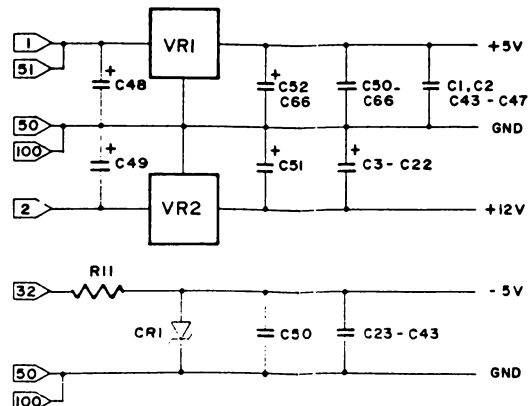 1
VR1
+5V
51
+ C48
+ C52
C66
C50-
C66
C1, C2
C43-C47
50
GND
100
+ C49
+ C51
+ C3-C22
2
VR2
+12V
32
R11
-5V
CR1
C50
C23-C43
50
GND
100